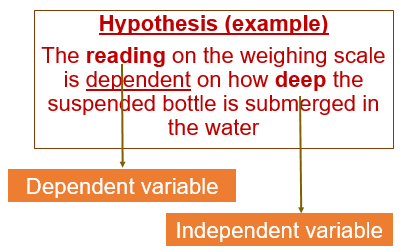 Hypothesis (example)
The reading on the weighing scale
is dependent on how deep the
suspended bottle is submerged in
the water
Dependent variable
Independent variable